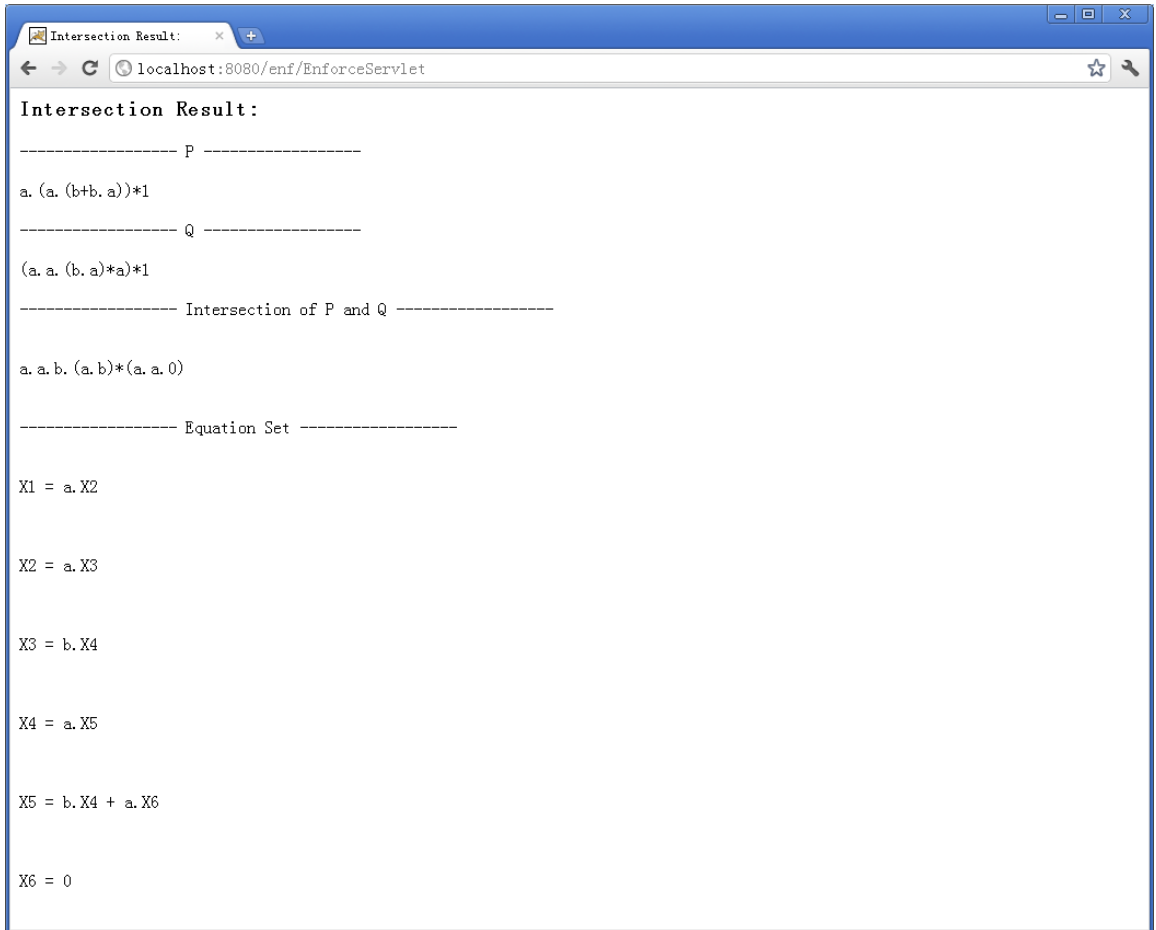 Intersection Result:
localhost:8080/enf/EnforceServlet
Intersection Result:
------------------ P ------------------
a.(a.(b+b.a))*1
------------------ Q ------------------
(a.a.(b.a)*a)*1
------------------ Intersection of P and Q ------------------
a.a.b.(a.b)*(a.a.0)
------------------ Equation Set ------------------
X1 = a.X2
X2 = a.X3
X3 = b.X4
X4 = a.X5
X5 = b.X4 + a.X6
X6 = 0